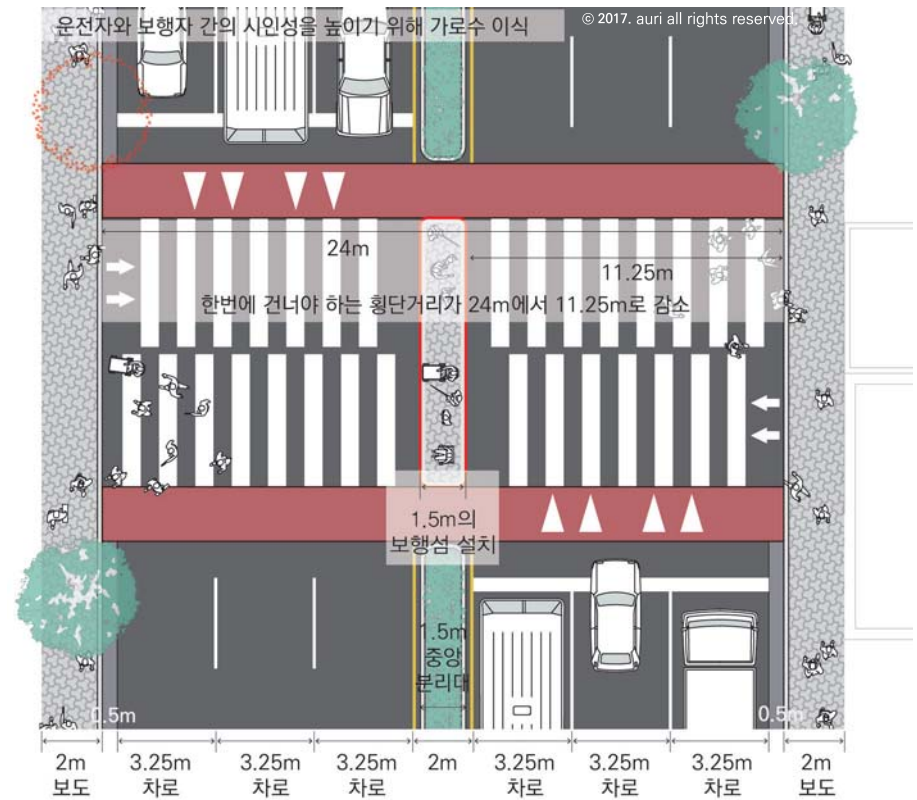 운전자와 보행자 간의 시인성을 높이기 위해 가로수 이식
© 2017. auri all rights reserved.
24m
11.25m
한번에 건너야 하는 횡단거리가 24m에서 11.25m로 감소
1.5m의
보행섬 설치
1.5m
중앙
분리대
0.5m
0.5m
2m
보도
3.25m
차로
3.25m
차로
3.25m
차로
2m
3.25m
차로
3.25m
차로
3.25m
차로
2m
보도